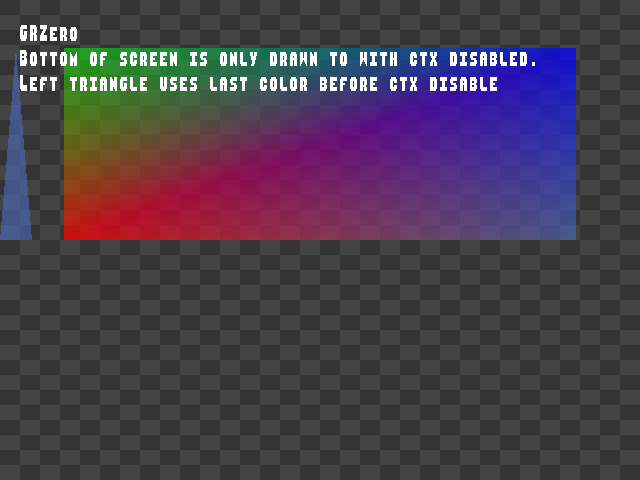 GRZero
Bottom of screen is only drawn to with ctx disabled.
Left triangle uses last color before ctx disable